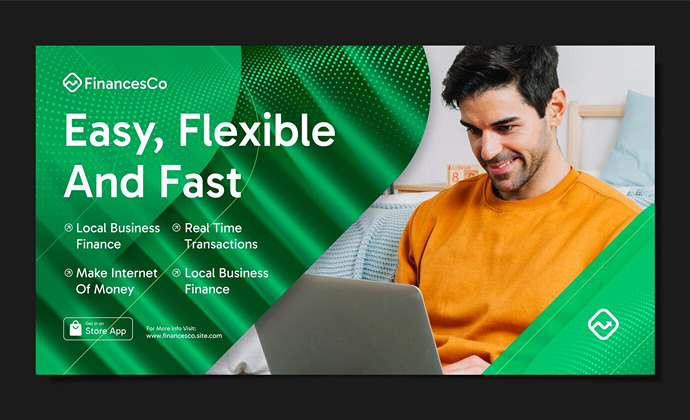 FinancesCo
Easy, Flexible
And Fast
Local Business
Finance
Real Time
Transactions
Make Internet
Of Money
Local Business
Finance
Get in on
Store App
For More Info Visit:
www.financesco.site.com
8